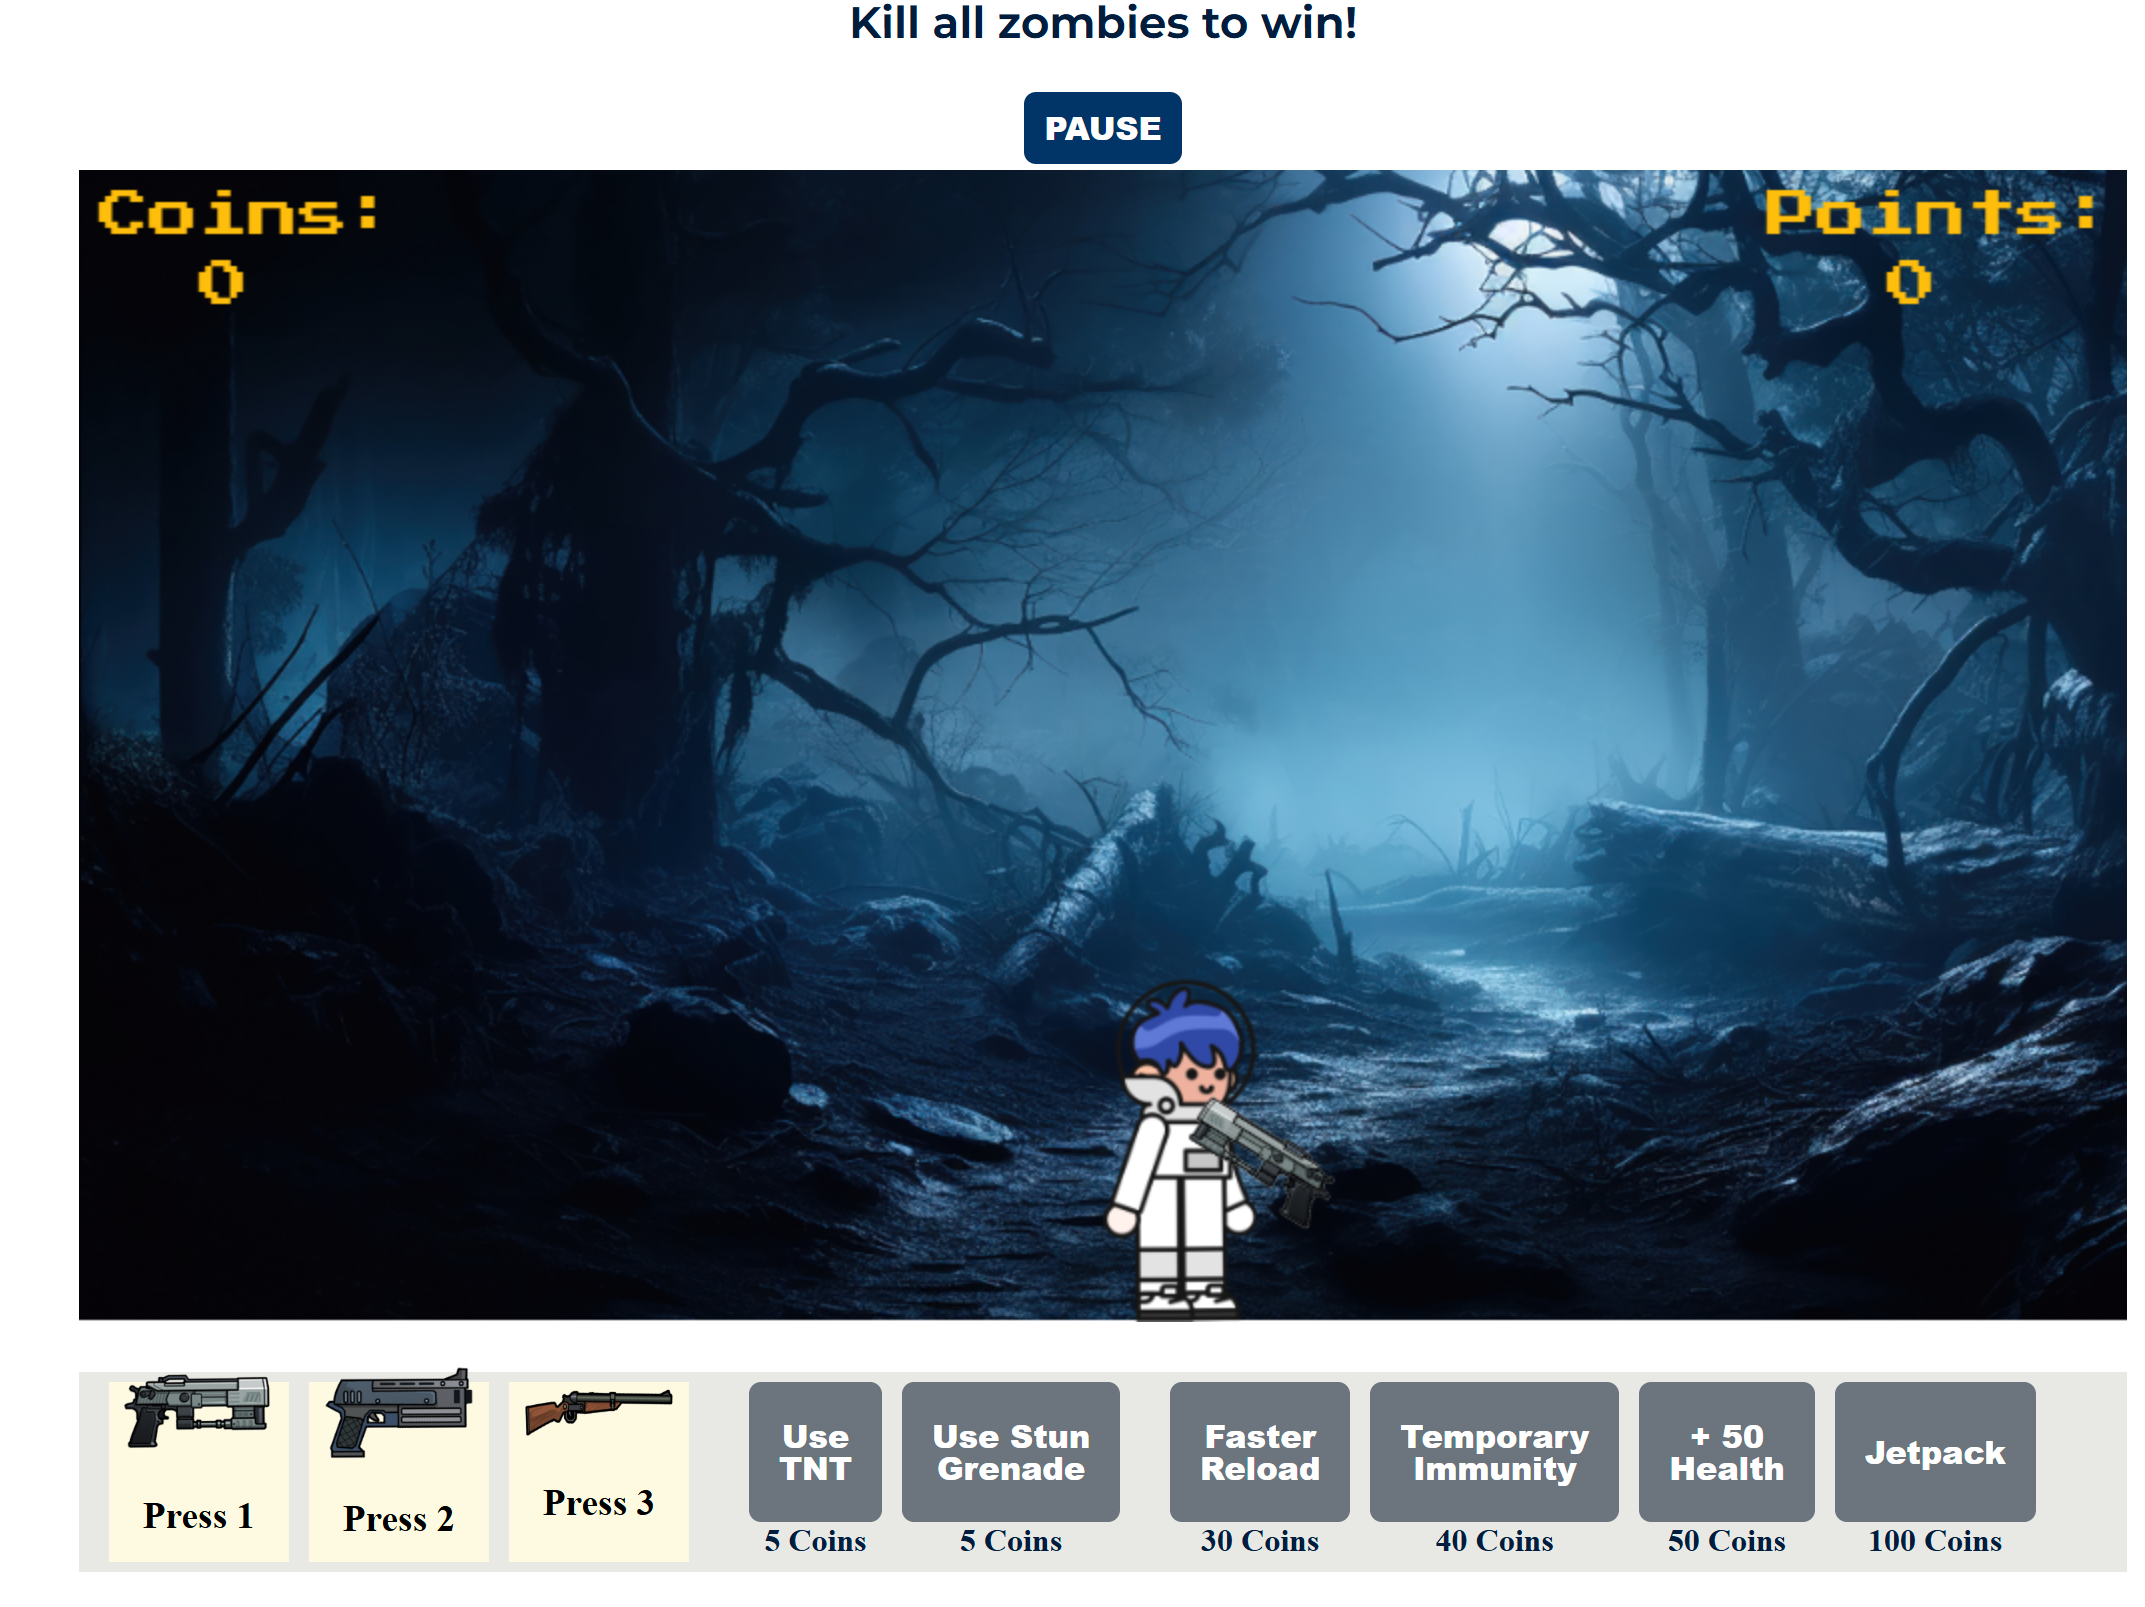 Kill all zombies to win!
PAUSE
Coins:
0
Points:
0
Press 1
Press 2
Press 3
Use
TNT
5 Coins
Use Stun
Grenade
5 Coins
Faster
Reload
30 Coins
Temporary
Immunity
40 Coins
+ 50
Health
50 Coins
Jetpack
100 Coins